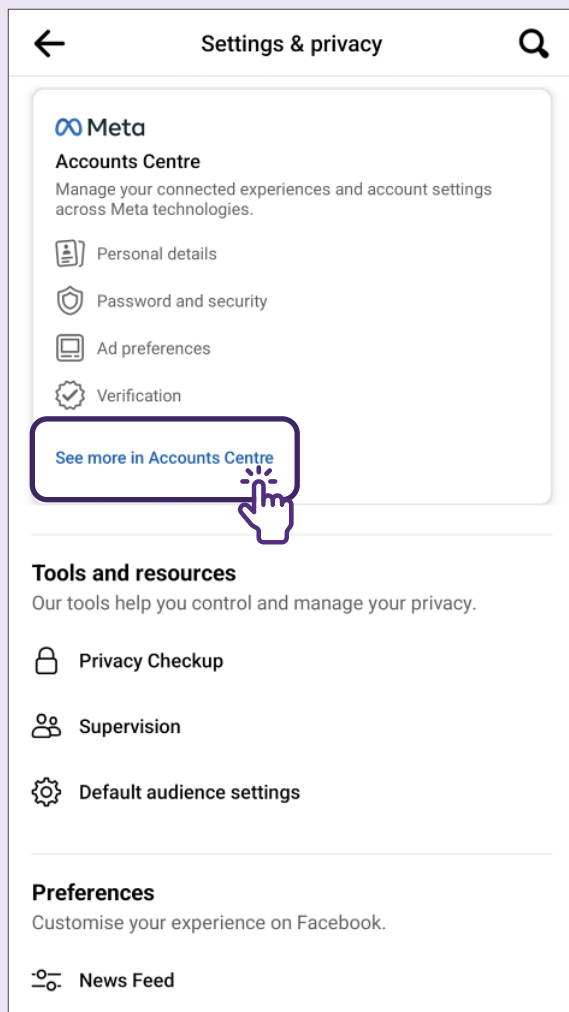 Settings & privacy
Meta
Accounts Centre
Manage your connected experiences and account settings
across Meta technologies.
Personal details
Password and security
Ad preferences
Verification
See more in Accounts Centre
Tools and resources
Our tools help you control and manage your privacy.
Privacy Checkup
Supervision
Default audience settings
Preferences
Customise your experience on Facebook.
News Feed